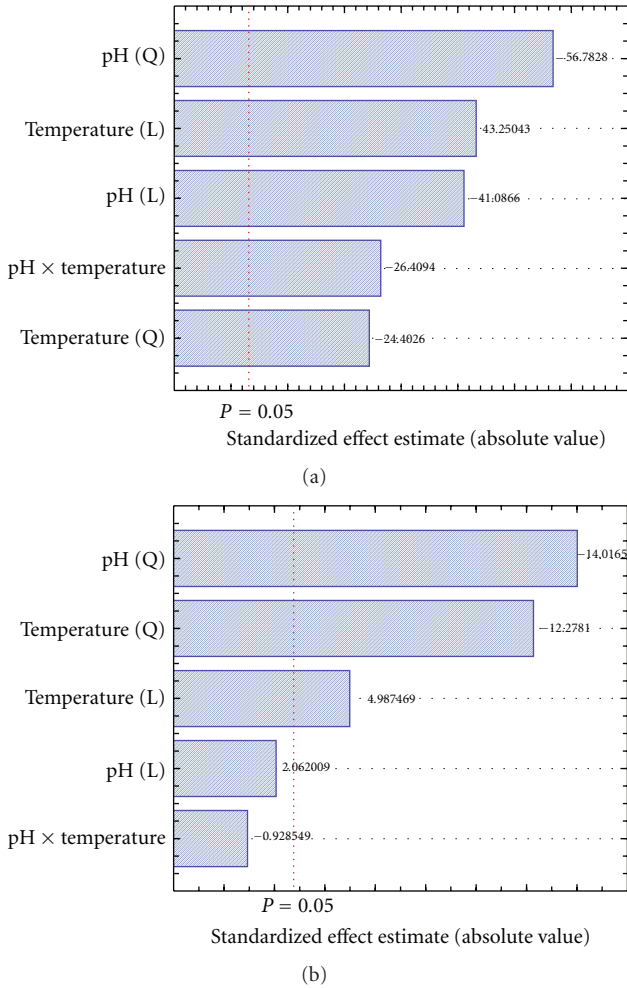 pH (Q)
−56.7828
Temperature (L)
43.25043
pH (L)
−41.0866
pH × temperature
−26.4094
Temperature (Q)
−24.4026
P = 0.05
Standardized effect estimate (absolute value)
(a)
pH (Q)
−14.0165
Temperature (Q)
−12.2781
Temperature (L)
4.987469
pH (L)
2.062009
pH × temperature
−0.928549
P = 0.05
Standardized effect estimate (absolute value)
(b)